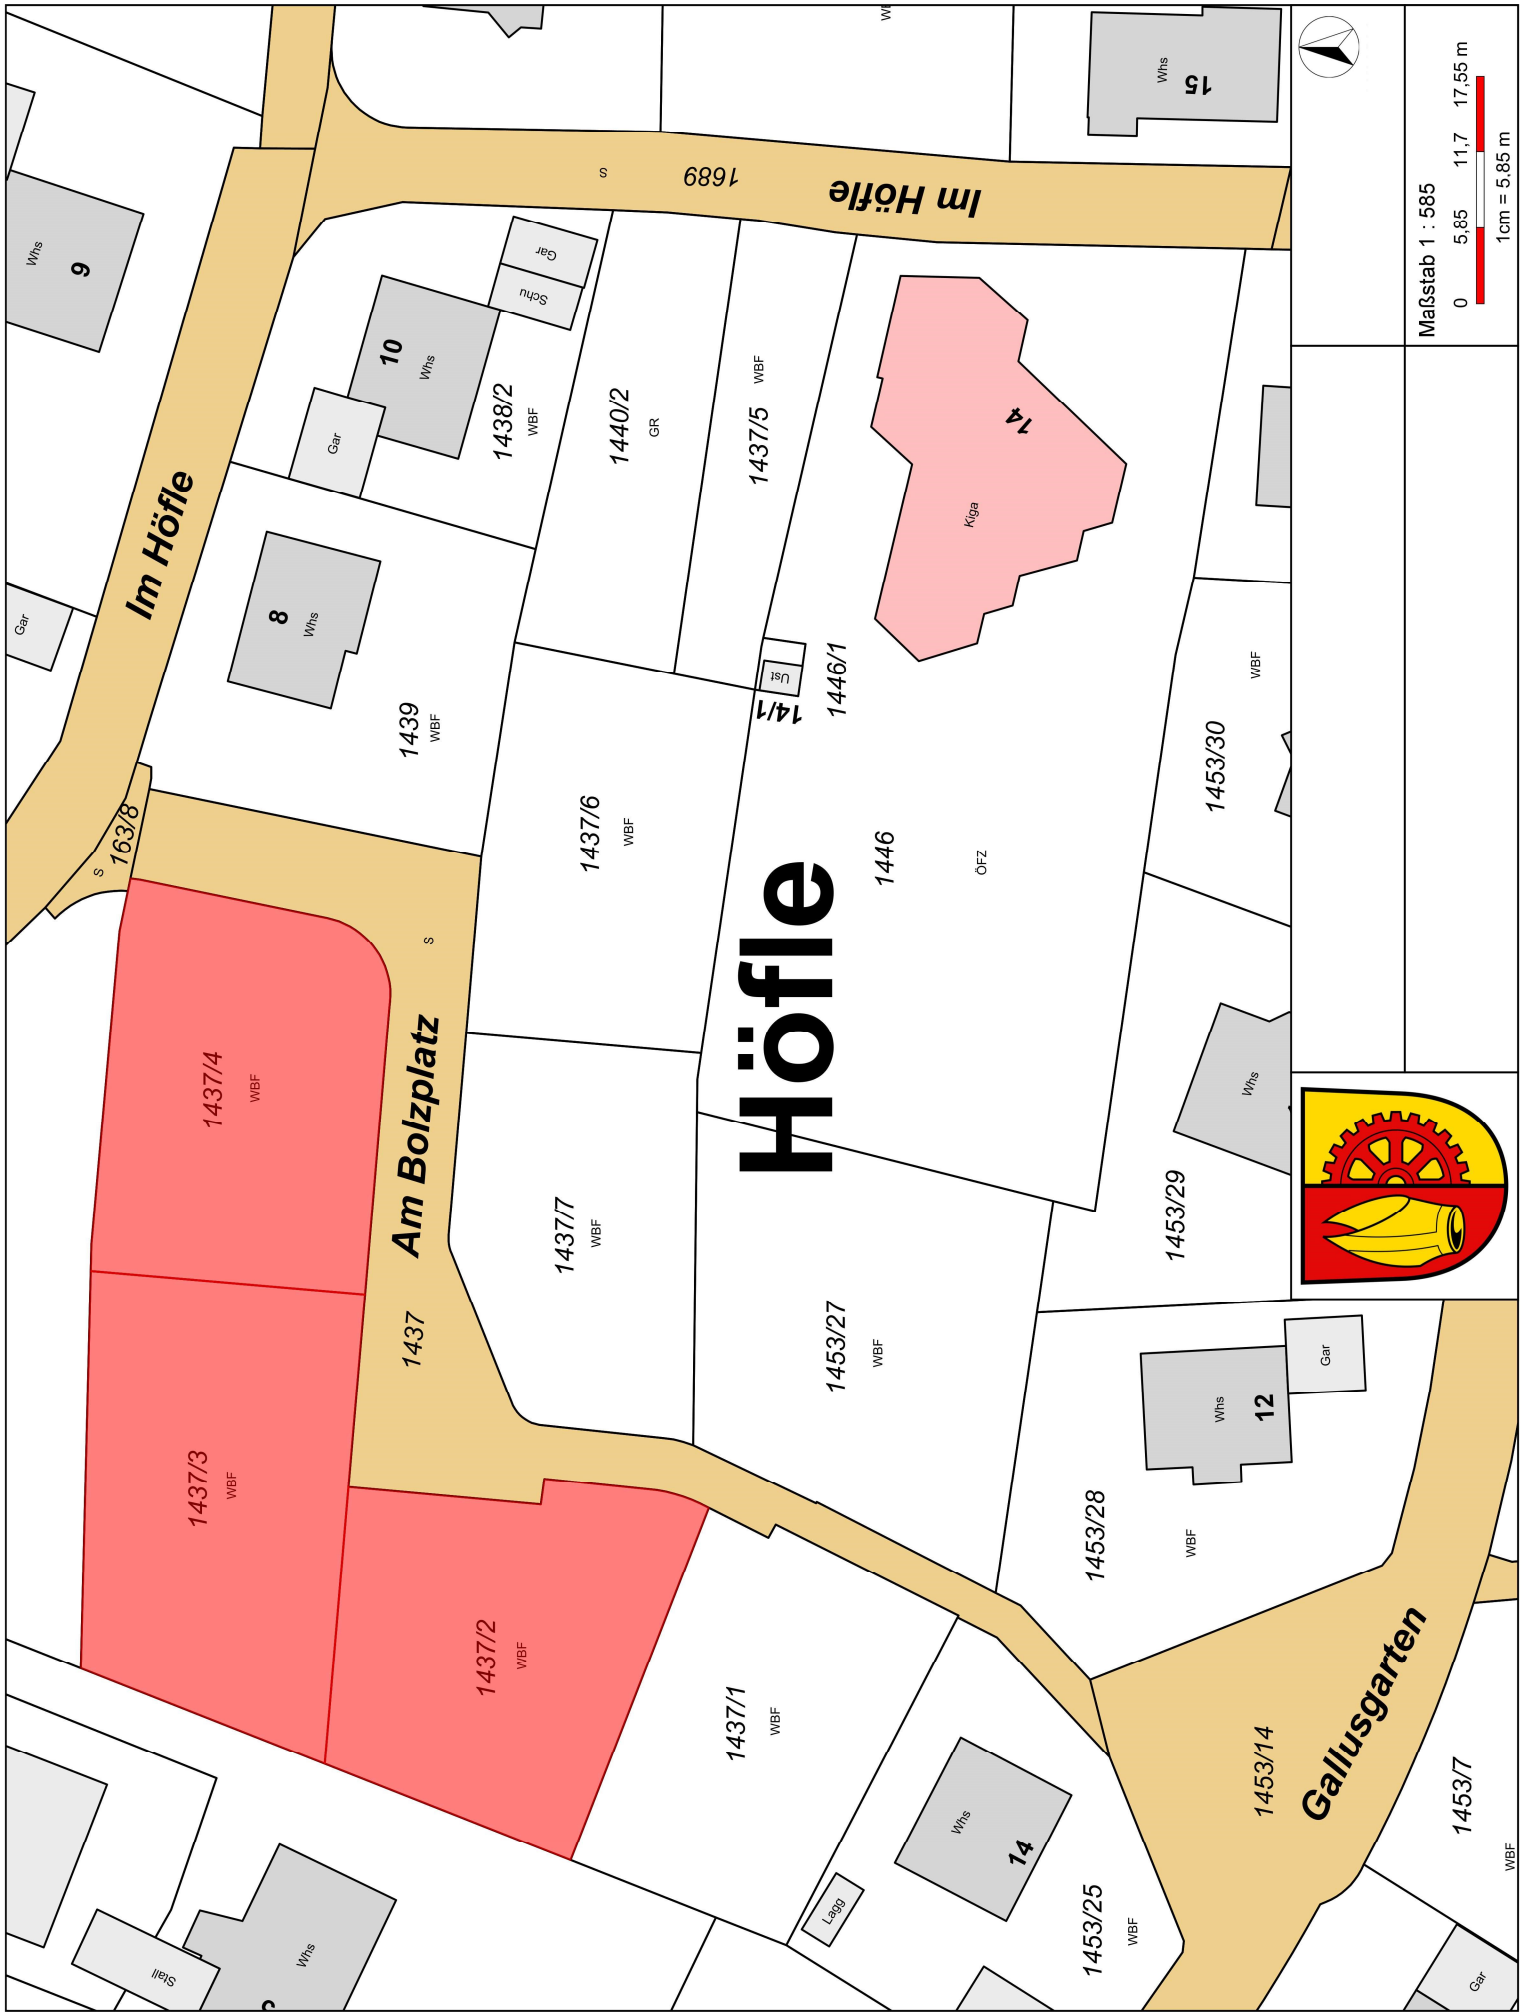 Maßstab 1 : 585
0 5,85 11,7 17,55 m
1cm = 5.85 m
Whs
9
Gar
Im Höfle
163/8
S
Whs
8
1439
WBF
Gar
10
Whs
1438/2
WBF
Schu
Gar
S
1689
Im Höfle
Whs
15
1440/2
GR
1437/5
WBF
Kiga
14
Ust
14/1
1446/1
1437/6
WBF
1446
ÖFZ
Höfle
1453/30
WBF
1437/4
WBF
S
Am Bolzplatz
1437
1437/7
WBF
1437/3
WBF
1437/2
WBF
1437/1
WBF
1453/27
WBF
1453/29
Whs
1453/28
WBF
Whs
12
Gar
1453/14
Gallusgarten
1453/7
WBF
Whs
14
Lagg
1453/25
WBF
Gar
Stall
Whs